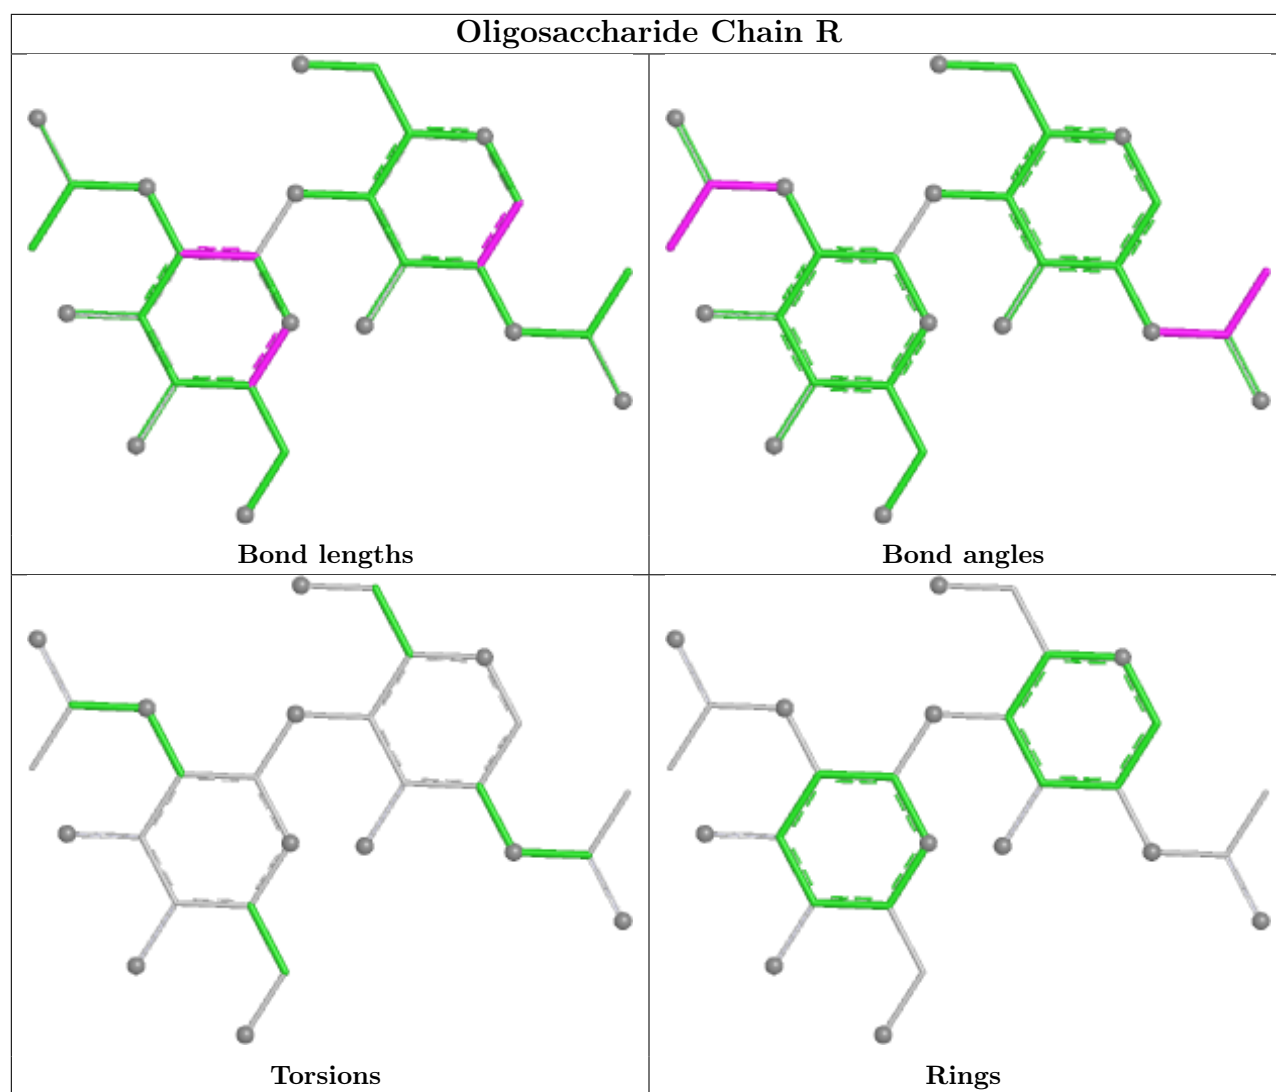 Oligosaccharide Chain R
Bond lengths
Bond angles
Torsions
Rings